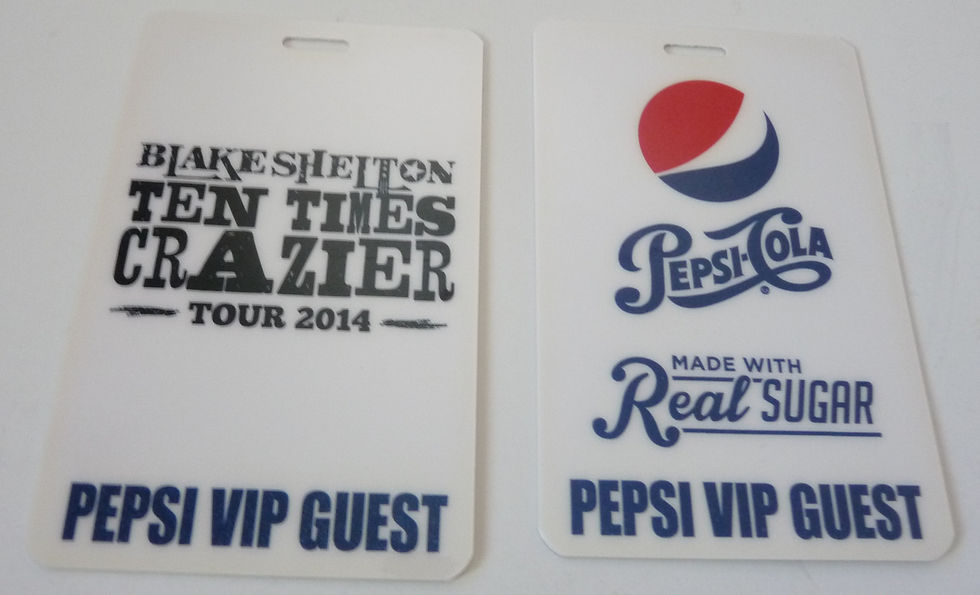 BLAKE SHELTON
TEN TIMES
CRAZIER
TOUR 2014
PEPSI VIP GUEST
PEPSI-COLA
®
MADE WITH
Real SUGAR
PEPSI VIP GUEST